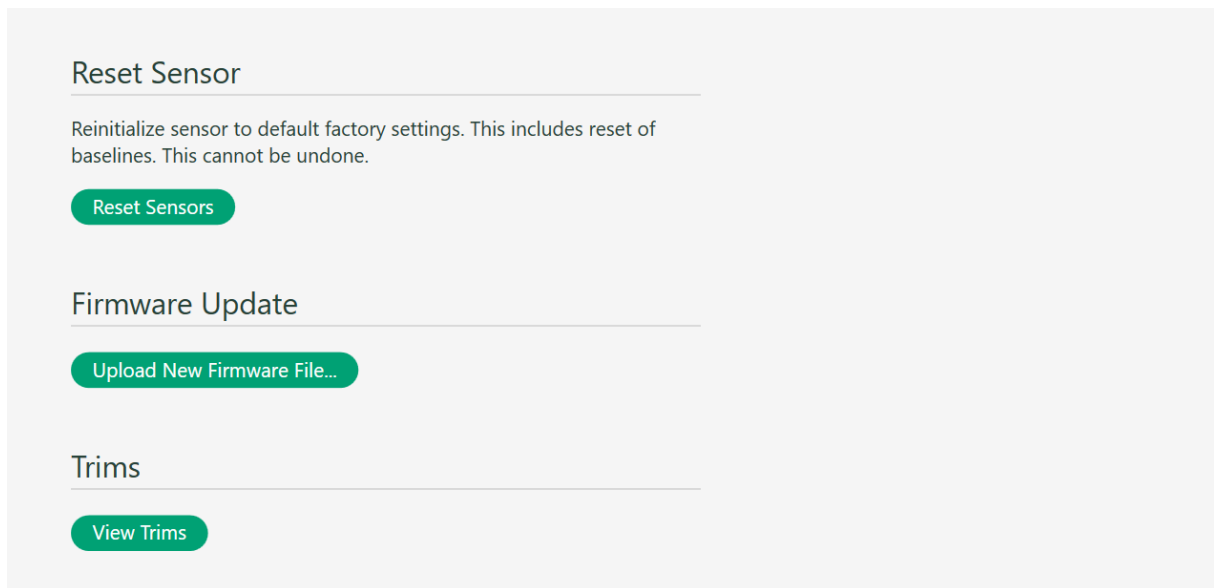 Reset Sensor
Reinitialize sensor to default factory settings. This includes reset of
baselines. This cannot be undone.
Reset Sensors
Firmware Update
Upload New Firmware File...
Trims
View Trims